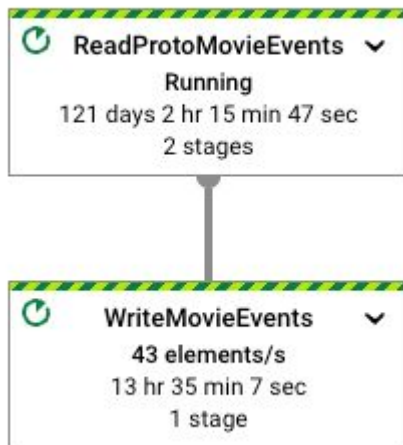 ReadProtoMovieEvents
Running
121 days 2 hr 15 min 47 sec
2 stages
WriteMovieEvents
43 elements/s
13 hr 35 min 7 sec
1 stage